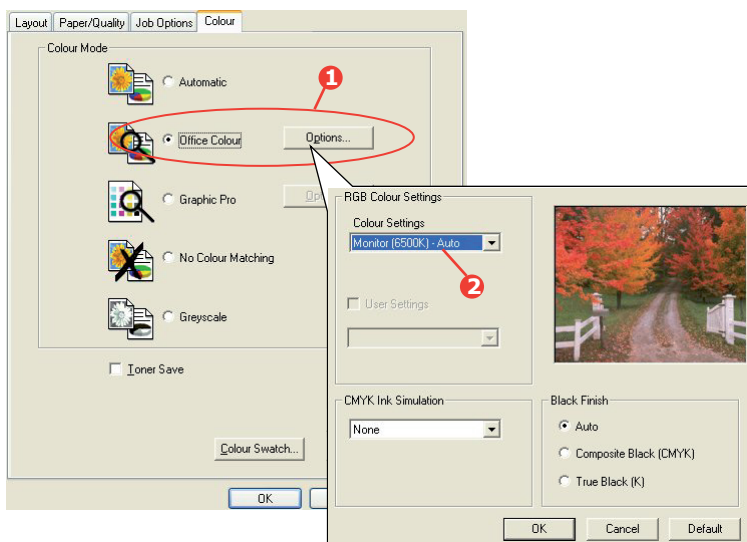 Layout Paper/Quality Job Options Colour
Colour Mode
Automatic
1
Office Colour Options...
Graphic Pro Op
No Colour Matching
Greyscale
Toner Save
Colour Swatch...
OK
RGB Colour Settings
Colour Settings
Monitor (6500K) - Auto
2
User Settings
CMYK Ink Simulation
None
Black Finish
Auto
Composite Black (CMYK)
True Black (K)
OK Cancel Default